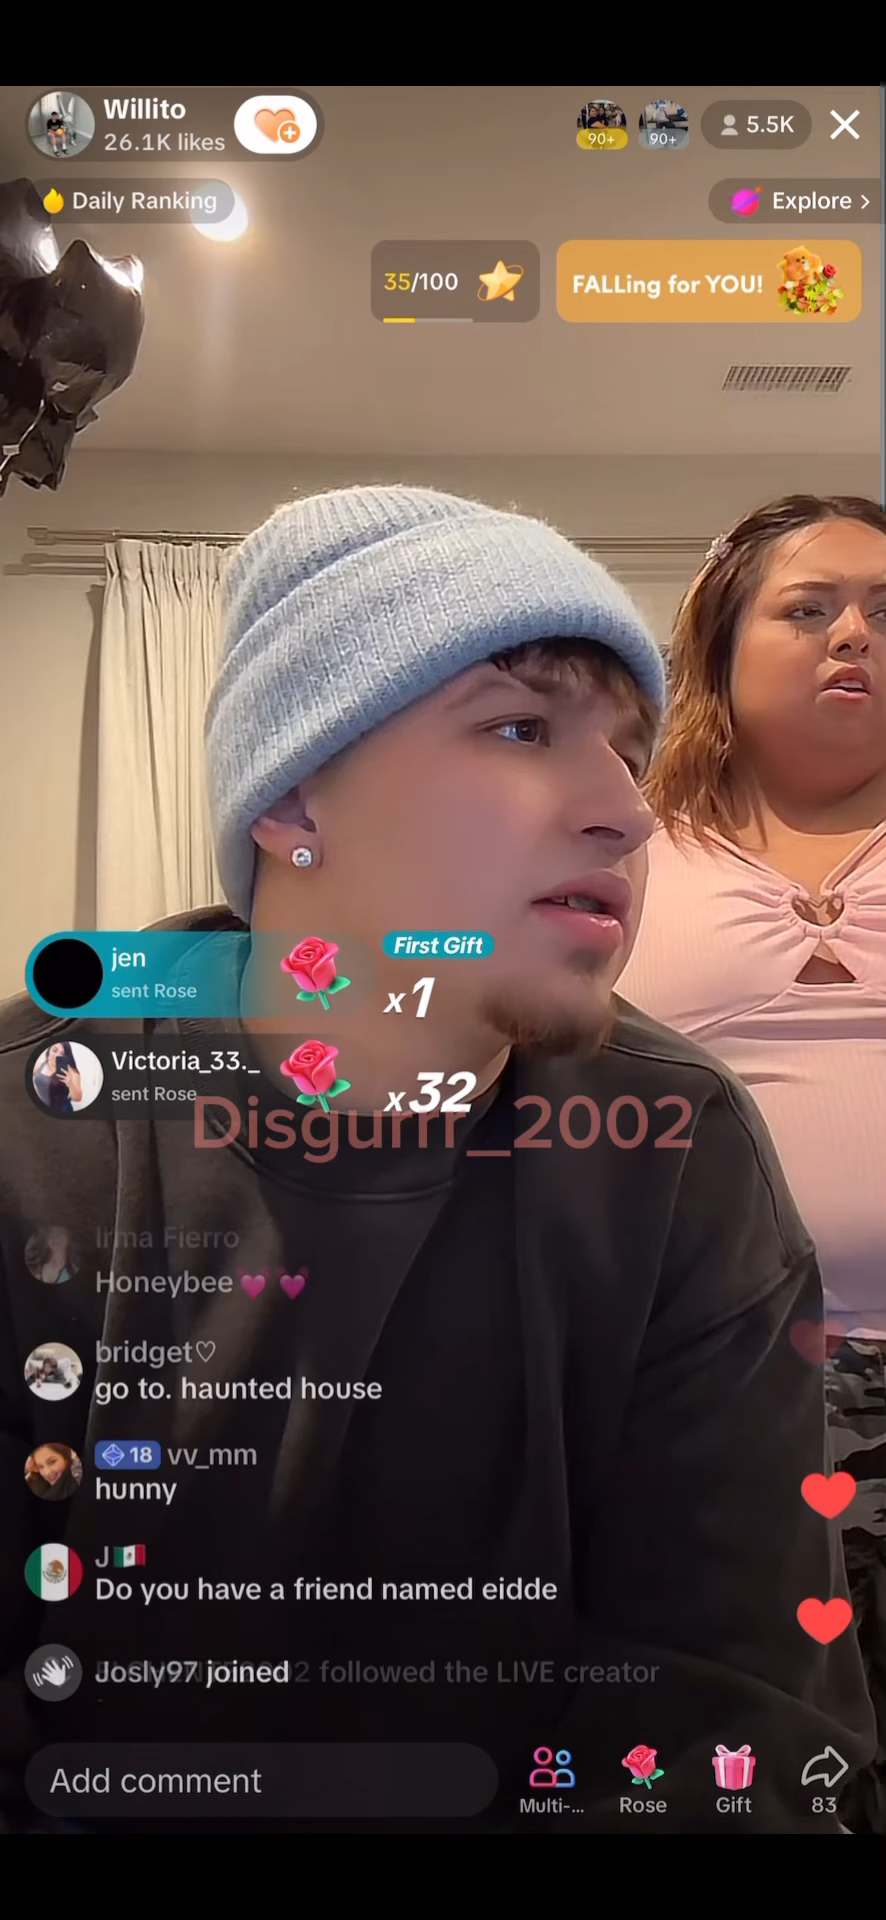 Willito
26.1K likes
90+
90+
5.5K
Daily Ranking
Explore >
35/100
FALLing for YOU!
jen
sent Rose
First Gift
x1
Victoria_33._
sent Rose
x32
Disgurrr_2002
Irma Fierro
Honeybee💕 💕
bridget♡
go to. haunted house
18 vv_mm
hunny
J🇲🇽
Do you have a friend named eidde
Josly97 joined
2 followed the LIVE creator
Add comment
Multi-...
Rose
Gift
83